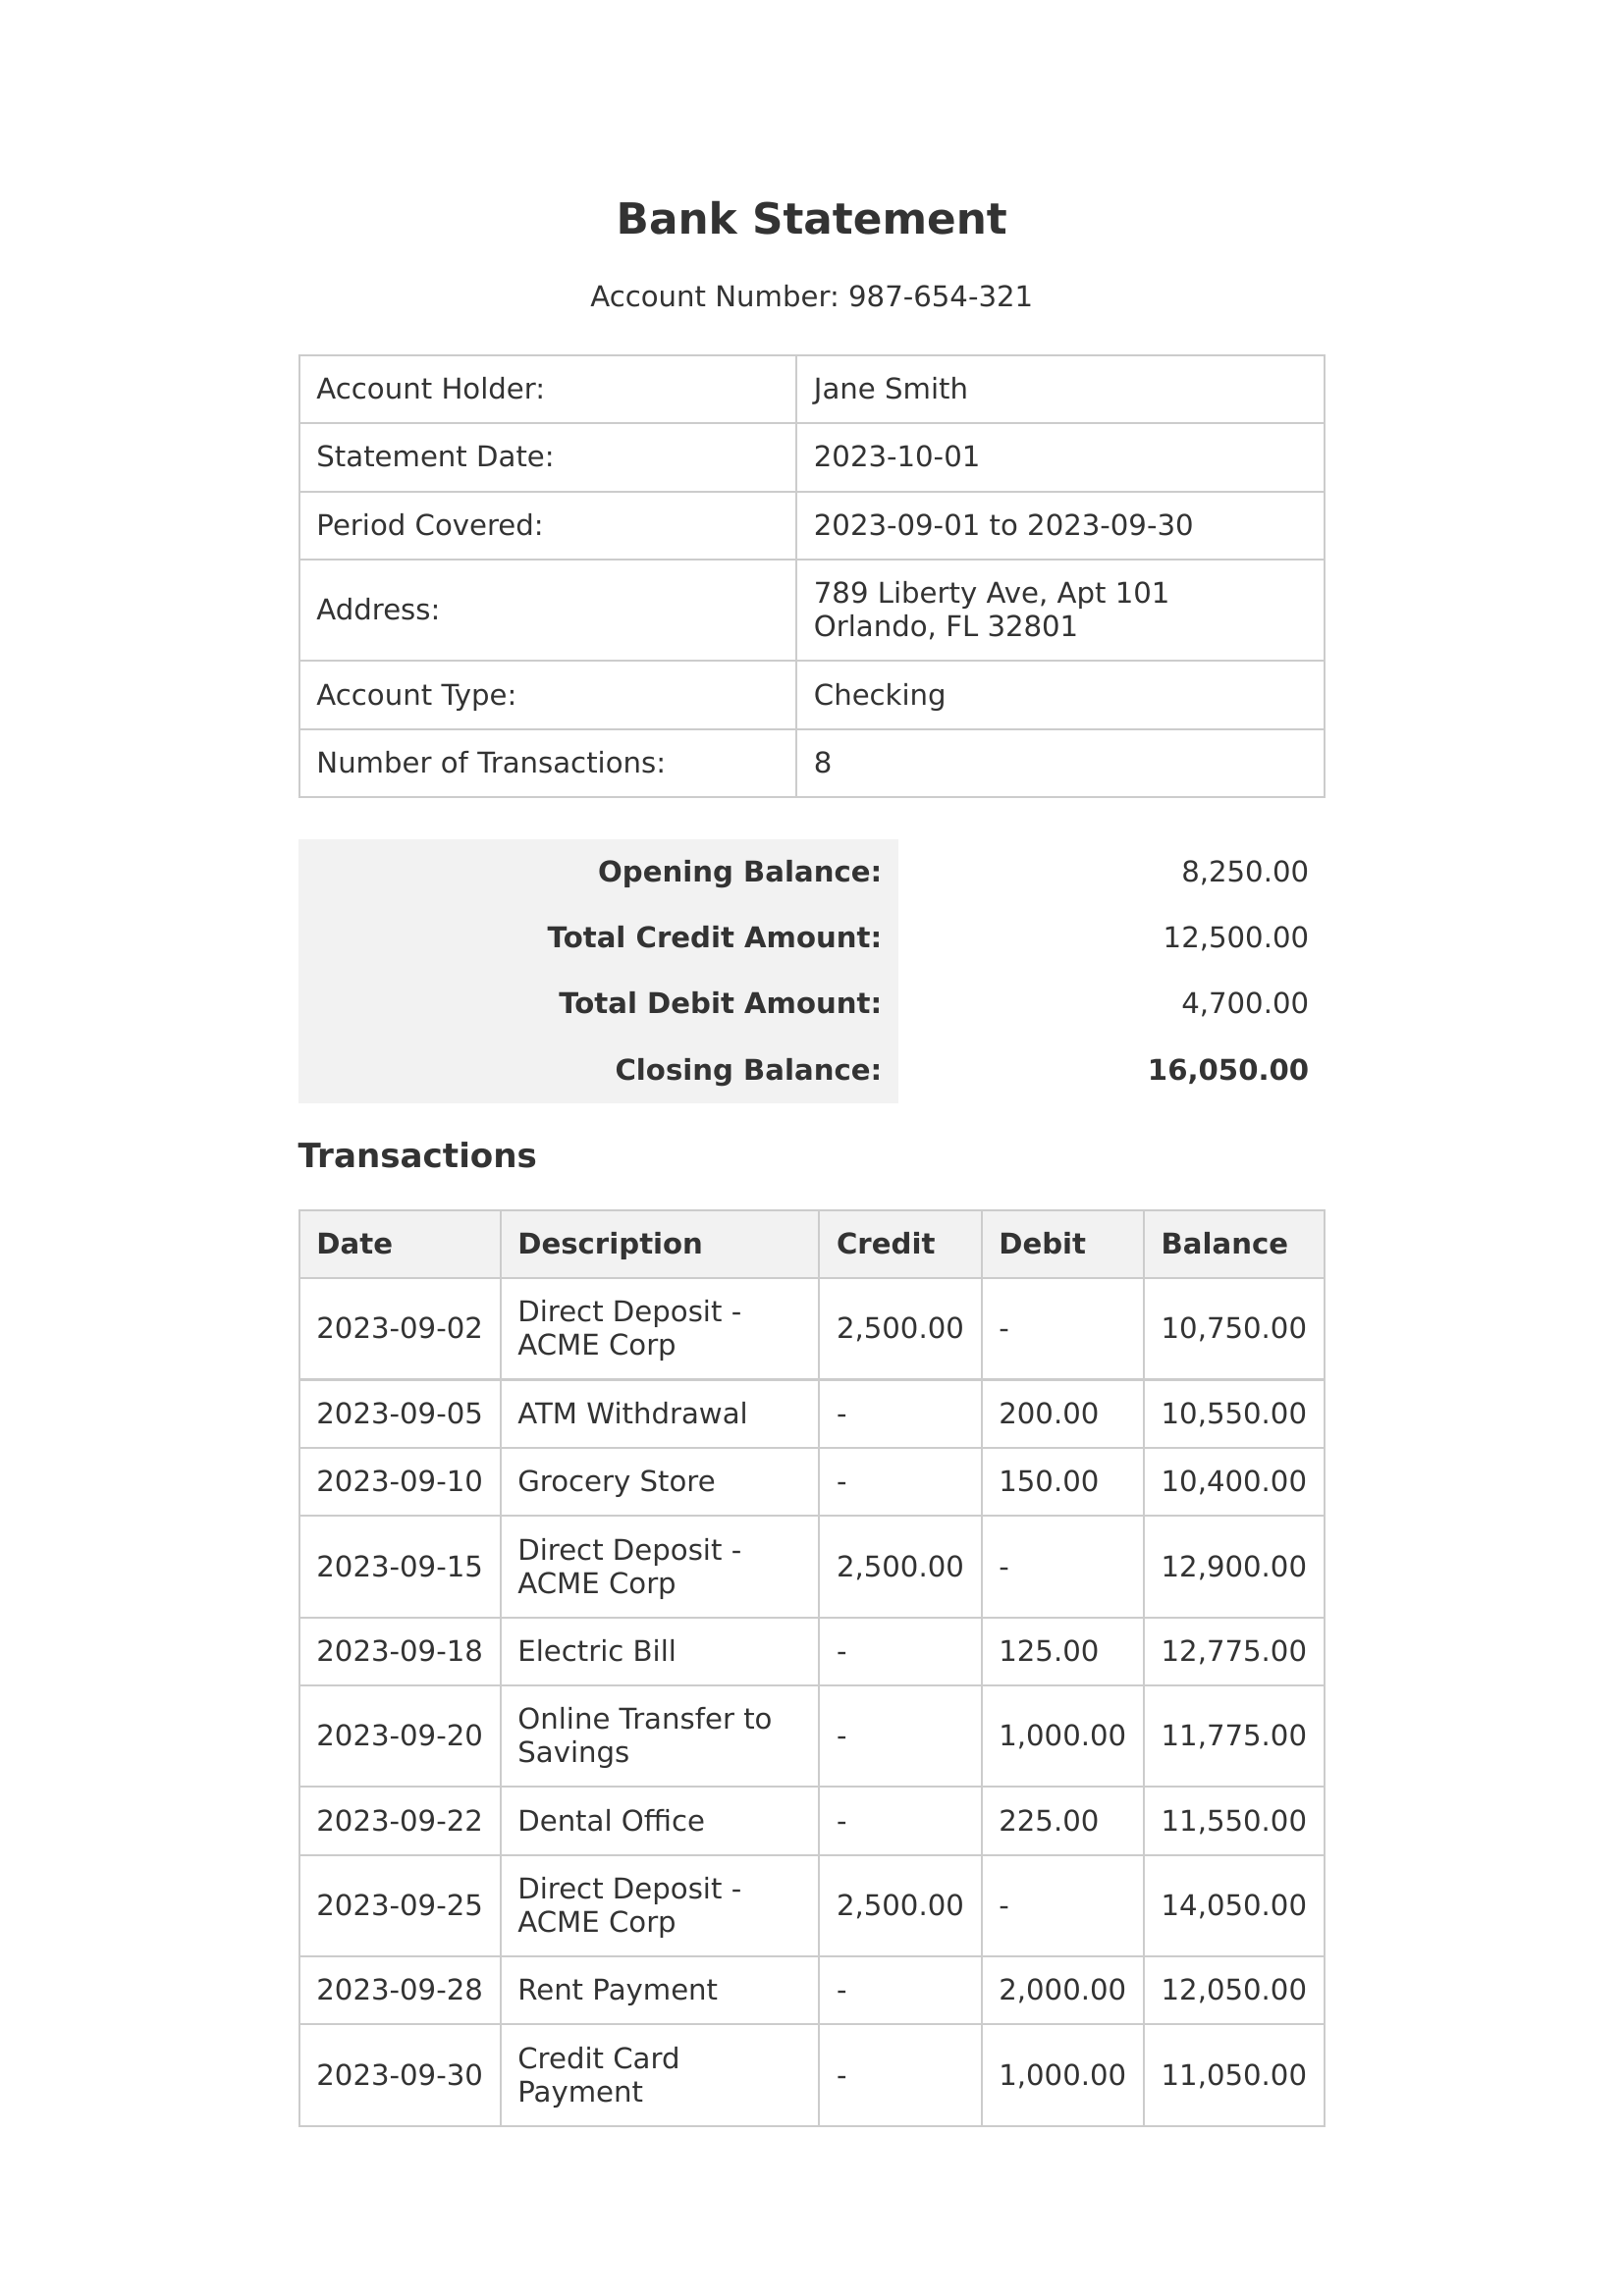 Bank Statement
Account Number: 987-654-321
Account Holder: Jane Smith
Statement Date: 2023-10-01
Period Covered: 2023-09-01 to 2023-09-30
Address: 789 Liberty Ave, Apt 101
Orlando, FL 32801
Account Type: Checking
Number of Transactions: 8
Opening Balance: 8,250.00
Total Credit Amount: 12,500.00
Total Debit Amount: 4,700.00
Closing Balance: 16,050.00
Transactions
Date Description Credit Debit Balance
2023-09-02 Direct Deposit - 2,500.00 - 10,750.00
ACME Corp
2023-09-05 ATM Withdrawal - 200.00 10,550.00
2023-09-10 Grocery Store - 150.00 10,400.00
2023-09-15 Direct Deposit - 2,500.00 - 12,900.00
ACME Corp
2023-09-18 Electric Bill - 125.00 12,775.00
2023-09-20 Online Transfer to - 1,000.00 11,775.00
Savings
2023-09-22 Dental Office - 225.00 11,550.00
2023-09-25 Direct Deposit - 2,500.00 - 14,050.00
ACME Corp
2023-09-28 Rent Payment - 2,000.00 12,050.00
2023-09-30 Credit Card - 1,000.00 11,050.00
Payment